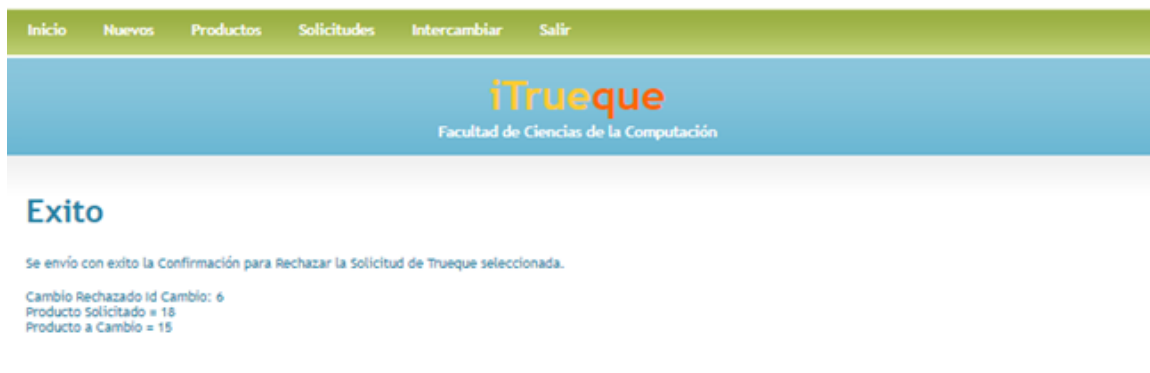 Inicio Nuevos Productos Solicitudes Intercambiar Salir
iTrueque
Facultad de Ciencias de la Computación
Exito
Se envío con exito la Confirmación para Rechazar la Solicitud de Trueque seleccionada.
Cambio Rechazado Id Cambio: 6
Producto Solicitado = 18
Producto a Cambio = 15